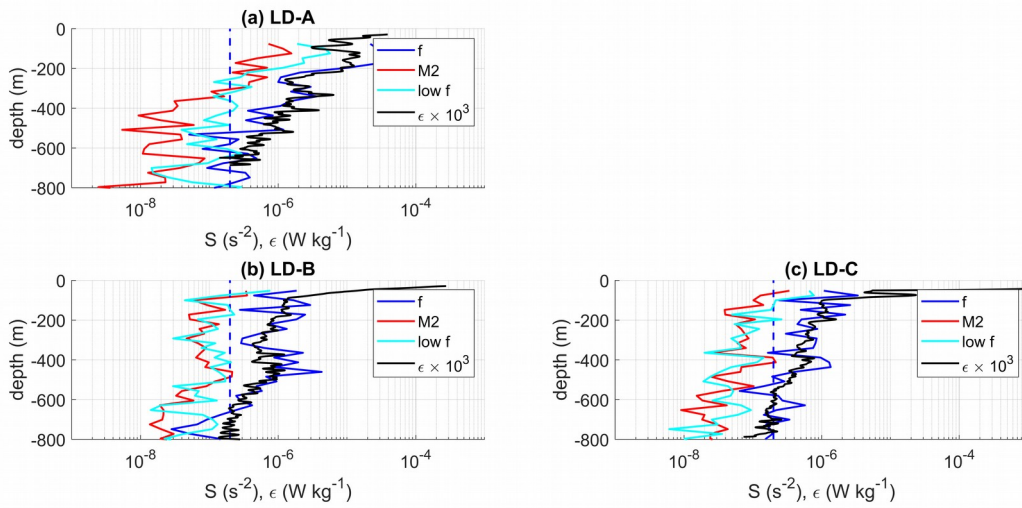 (a) LD-A
0
-200
-400
-600
-800
depth (m)
10⁻⁸
10⁻⁶
10⁻⁴
S (s⁻²), ϵ (W kg⁻¹)
f
M2
low f
ϵ × 10³
(b) LD-B
0
-200
-400
-600
-800
depth (m)
10⁻⁸
10⁻⁶
10⁻⁴
S (s⁻²), ϵ (W kg⁻¹)
f
M2
low f
ϵ × 10³
(c) LD-C
0
-200
-400
-600
-800
depth (m)
10⁻⁸
10⁻⁶
10⁻⁴
S (s⁻²), ϵ (W kg⁻¹)
f
M2
low f
ϵ × 10³